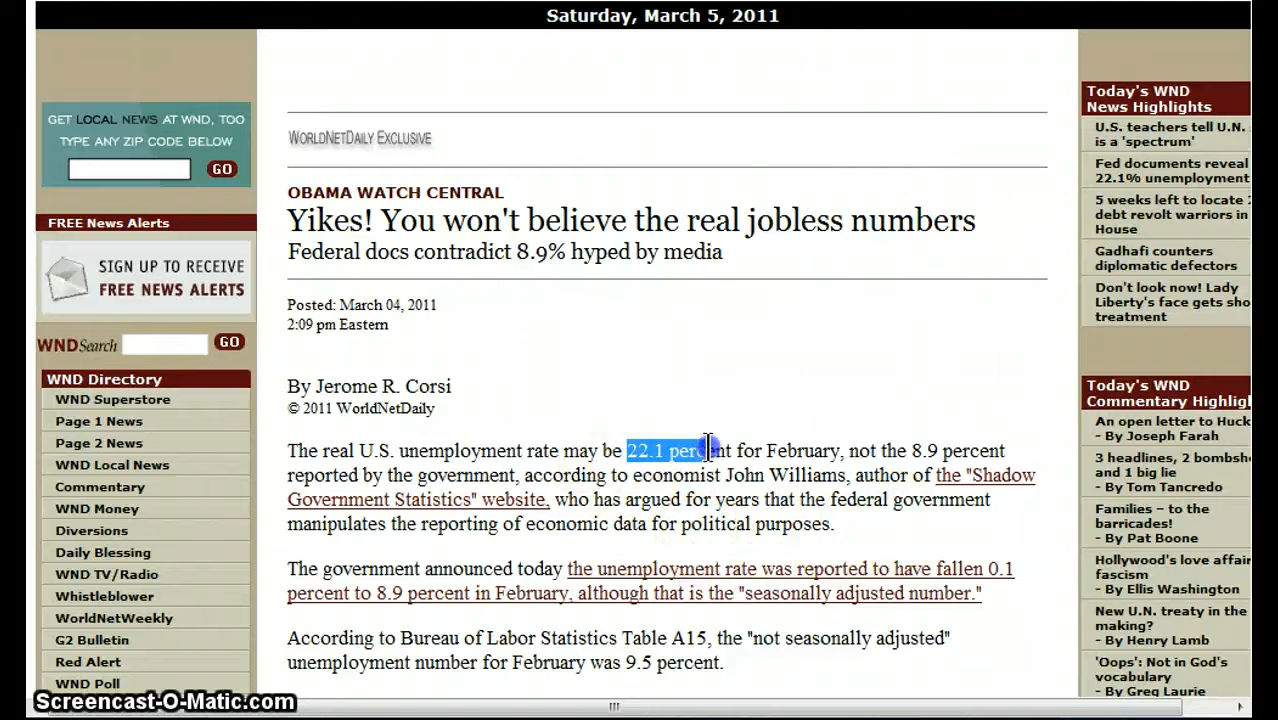 Saturday, March 5, 2011
GET LOCAL NEWS AT WND, TOO
TYPE ANY ZIP CODE BELOW
GO
FREE News Alerts
SIGN UP TO RECEIVE
FREE NEWS ALERTS
WND Search
GO
WND Directory
WND Superstore
Page 1 News
Page 2 News
WND Local News
Commentary
WND Money
Diversions
Daily Blessing
WND TV/Radio
Whistleblower
WorldNetWeekly
G2 Bulletin
Red Alert
WND Poll
WORLDNETDAILY EXCLUSIVE
OBAMA WATCH CENTRAL
Yikes! You won't believe the real jobless numbers
Federal docs contradict 8.9% hyped by media
Posted: March 04, 2011
2:09 pm Eastern
By Jerome R. Corsi
© 2011 WorldNetDaily
The real U.S. unemployment rate may be 22.1 percent for February, not the 8.9 percent
reported by the government, according to economist John Williams, author of the "Shadow
Government Statistics" website, who has argued for years that the federal government
manipulates the reporting of economic data for political purposes.
The government announced today the unemployment rate was reported to have fallen 0.1
percent to 8.9 percent in February, although that is the "seasonally adjusted number."
According to Bureau of Labor Statistics Table A15, the "not seasonally adjusted"
unemployment number for February was 9.5 percent.
Today's WND
News Highlights
U.S. teachers tell U.N.
is a 'spectrum'
Fed documents reveal
22.1% unemployment
5 weeks left to locate
debt revolt warriors in
House
Gadhafi counters
diplomatic defectors
Don't look now! Lady
Liberty's face gets
treatment
Today's WND
Commentary
An open letter to Huck
- By Joseph Farah
3 headlines, 2
and 1 big lie
- By Tom Tancredo
Families – to the
barricades!
- By Pat Boone
Hollywood's love
fascism
- By Ellis Washington
New U.N. treaty in the
making?
- By Henry Lamb
'Oops': Not in God's
vocabulary
- By Greg Laurie
Screencast-O-Matic.com